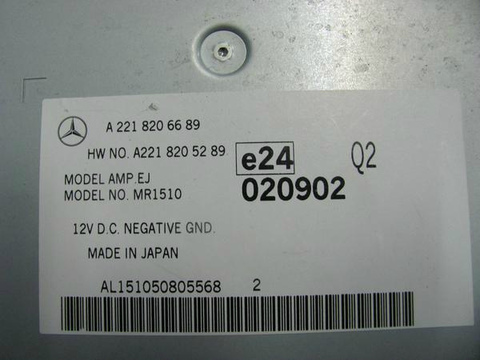 A 221 820 66 89
HW NO. A221 820 52 89
e24
Q2
MODEL AMP.EJ
MODEL NO. MR1510
020902
12V D.C. NEGATIVE GND.
MADE IN JAPAN
AL151050805568 2